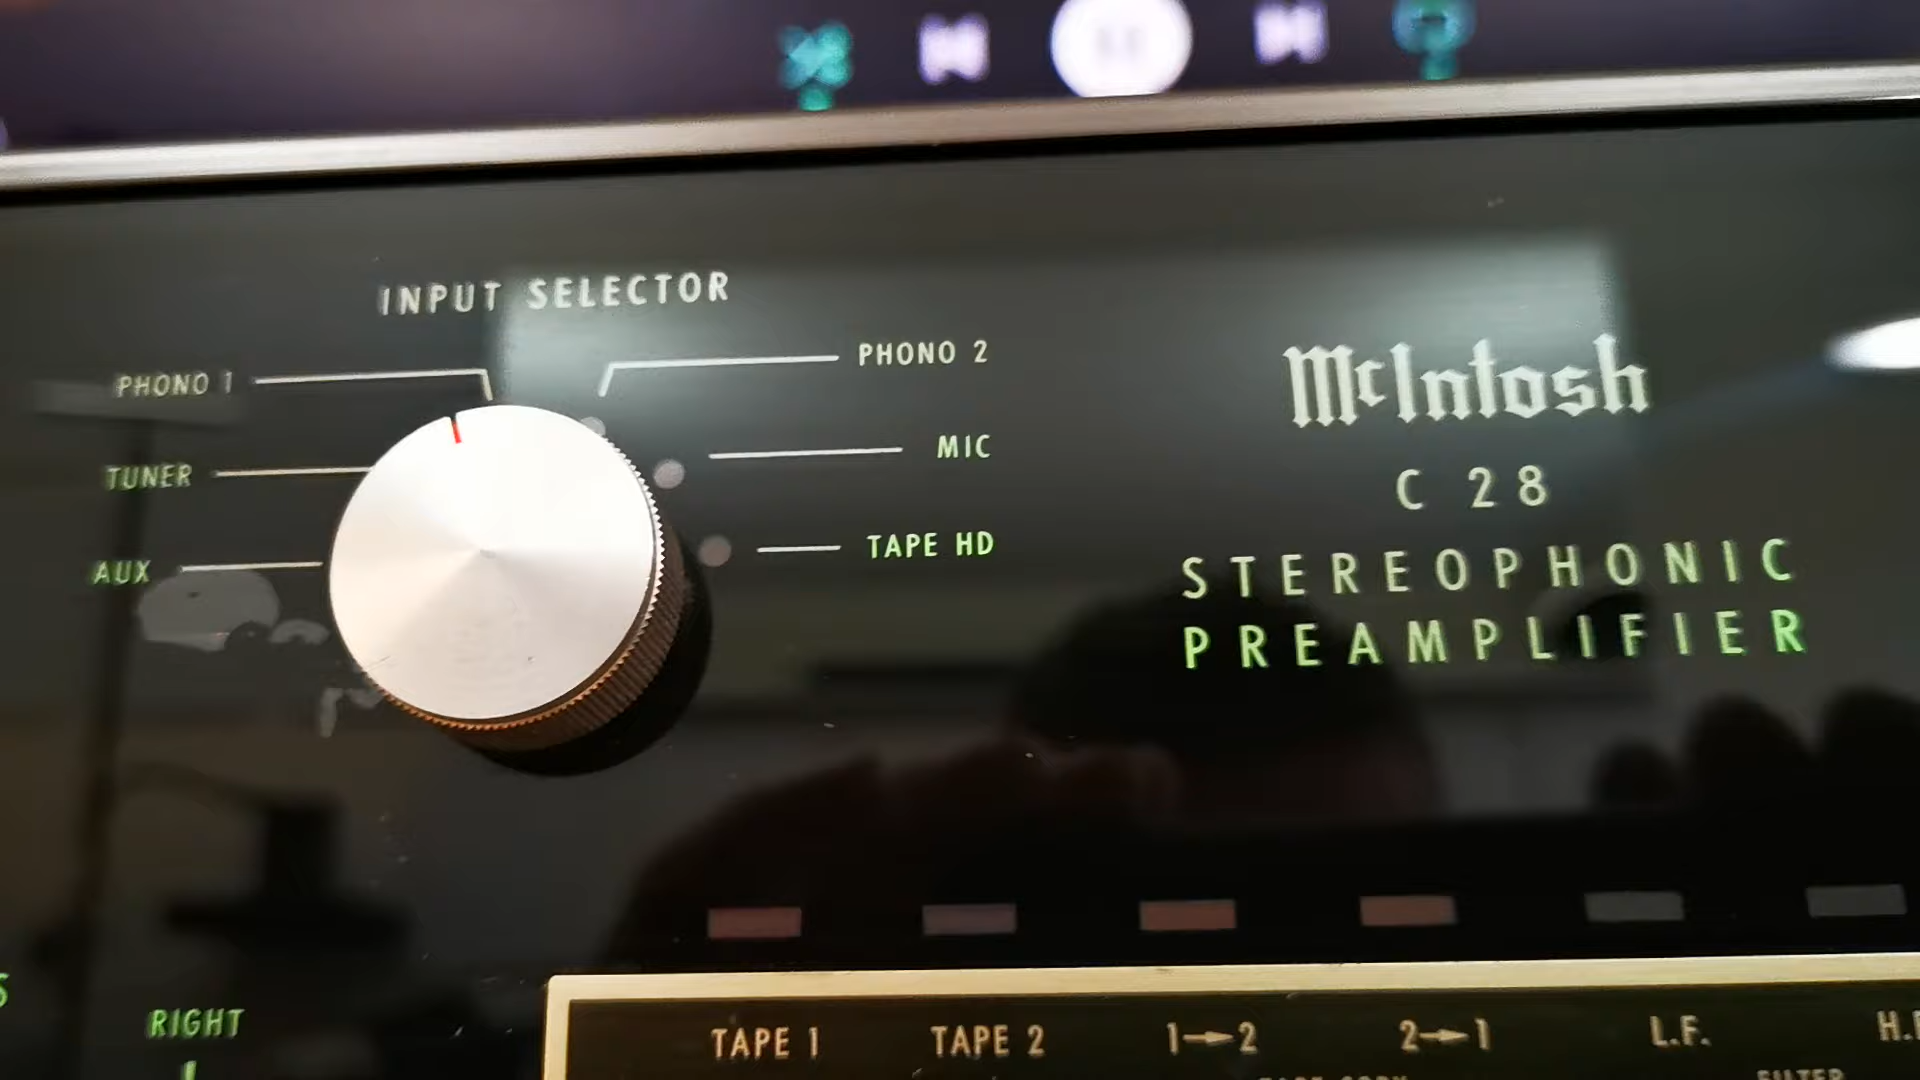 INPUT SELECTOR
PHONO 1
PHONO 2
TUNER
MIC
AUX
TAPE HD
McIntosh
C 28
STEREOPHONIC
PREAMPLIFIER
RIGHT
TAPE 1
TAPE 2
1→2
2→1
L.F.
FILTER